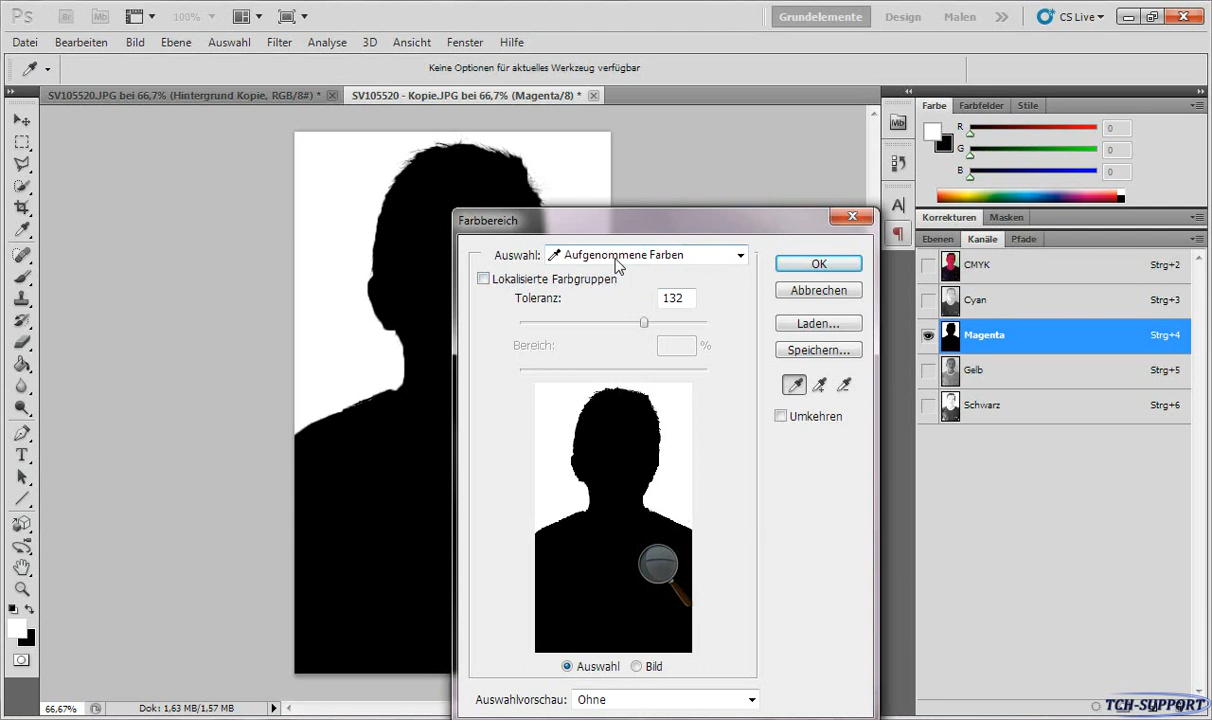 Ps Br Mb 100% Grundelemente Design Malen CS Live
Datei Bearbeiten Bild Ebene Auswahl Filter Analyse 3D Ansicht Fenster Hilfe
Keine Optionen für aktuelles Werkzeug verfügbar
SV105520.JPG bei 66,7% (Hintergrund Kopie, RGB/8#) *
SV105520 - Kopie.JPG bei 66,7% (Magenta/8) *
Farbbereich
Auswahl: Aufgenommene Farben
Lokalisierte Farbgruppen
Toleranz: 132
Bereich: %
Auswahl Bild
Auswahlvorschau: Ohne
OK
Abbrechen
Laden...
Speichern...
Umkehren
Mb
A
T
Farbe Farbfelder Stile
R 0
G 0
B 0
Korrekturen Masken
Ebenen Kanäle Pfade
CMYK Strg+2
Cyan Strg+3
Magenta Strg+4
Gelb Strg+5
Schwarz Strg+6
66,67% Dok: 1,63 MB/1,57 MB
TCH-SUPPORT